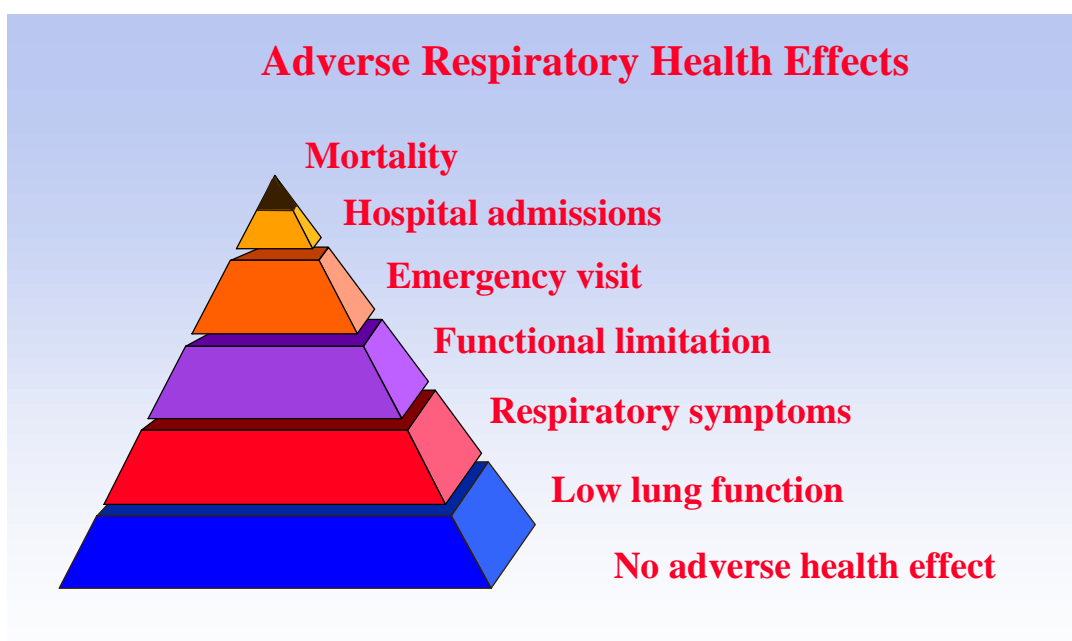 Adverse Respiratory Health Effects
Mortality
Hospital admissions
Emergency visit
Functional limitation
Respiratory symptoms
Low lung function
No adverse health effect